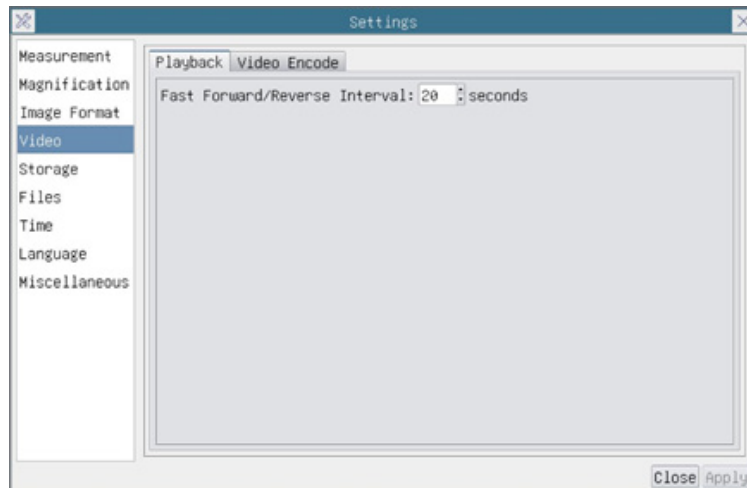 Settings
Measurement
Magnification
Image Format
Video
Storage
Files
Time
Language
Miscellaneous
Playback Video Encode
Fast Forward/Reverse Interval: 20 seconds
Close Apply